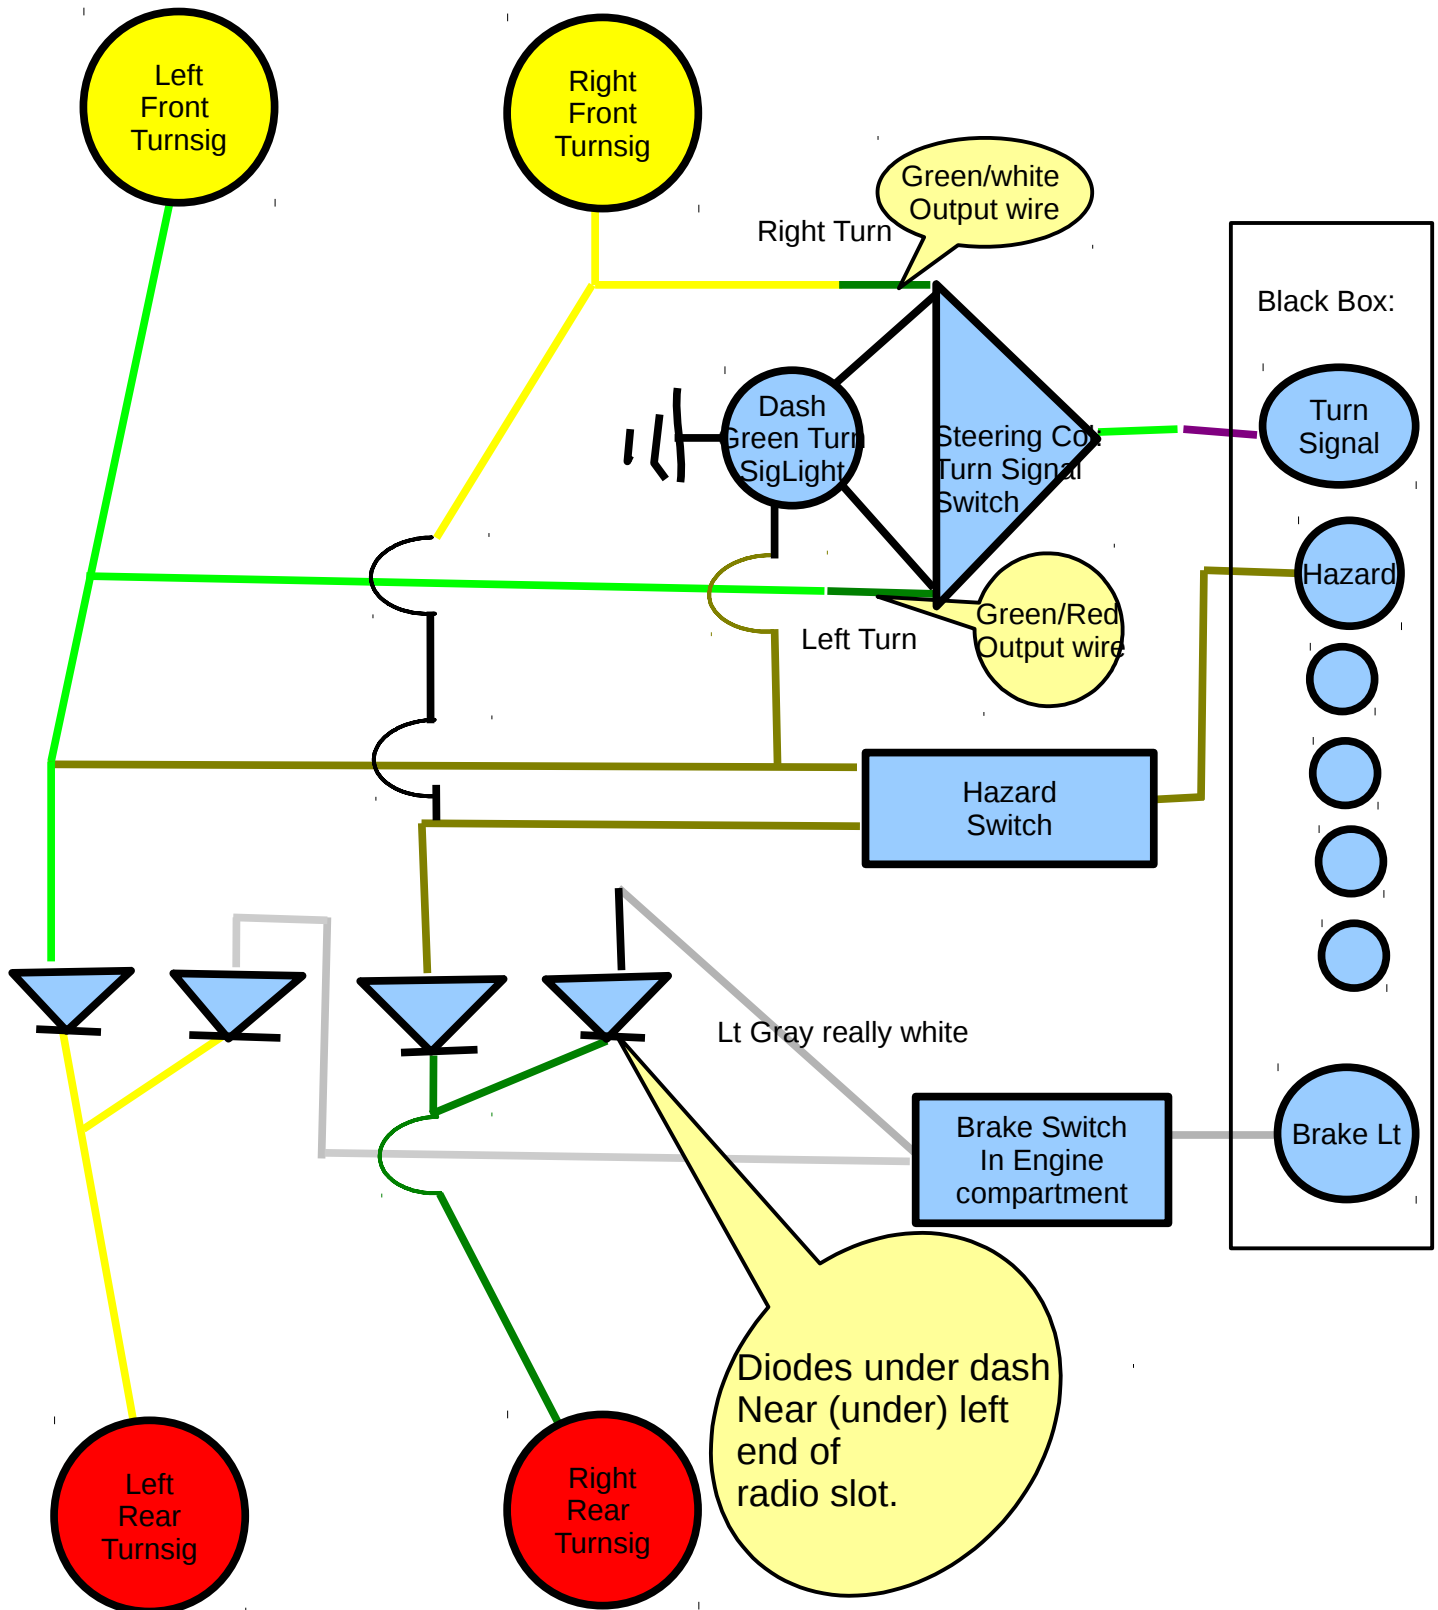 Left
Front
Turnsig
Right
Front
Turnsig
Green/white
Output wire
Right Turn
Black Box:
Dash
Green Turn
SigLight
Steering Col.
Turn Signal
Switch
Turn
Signal
Hazard
Green/Red
Output wire
Left Turn
Hazard
Switch
Lt Gray really white
Brake Switch
In Engine
compartment
Brake Lt
Diodes under dash
Near (under) left
end of
radio slot.
Left
Rear
Turnsig
Right
Rear
Turnsig